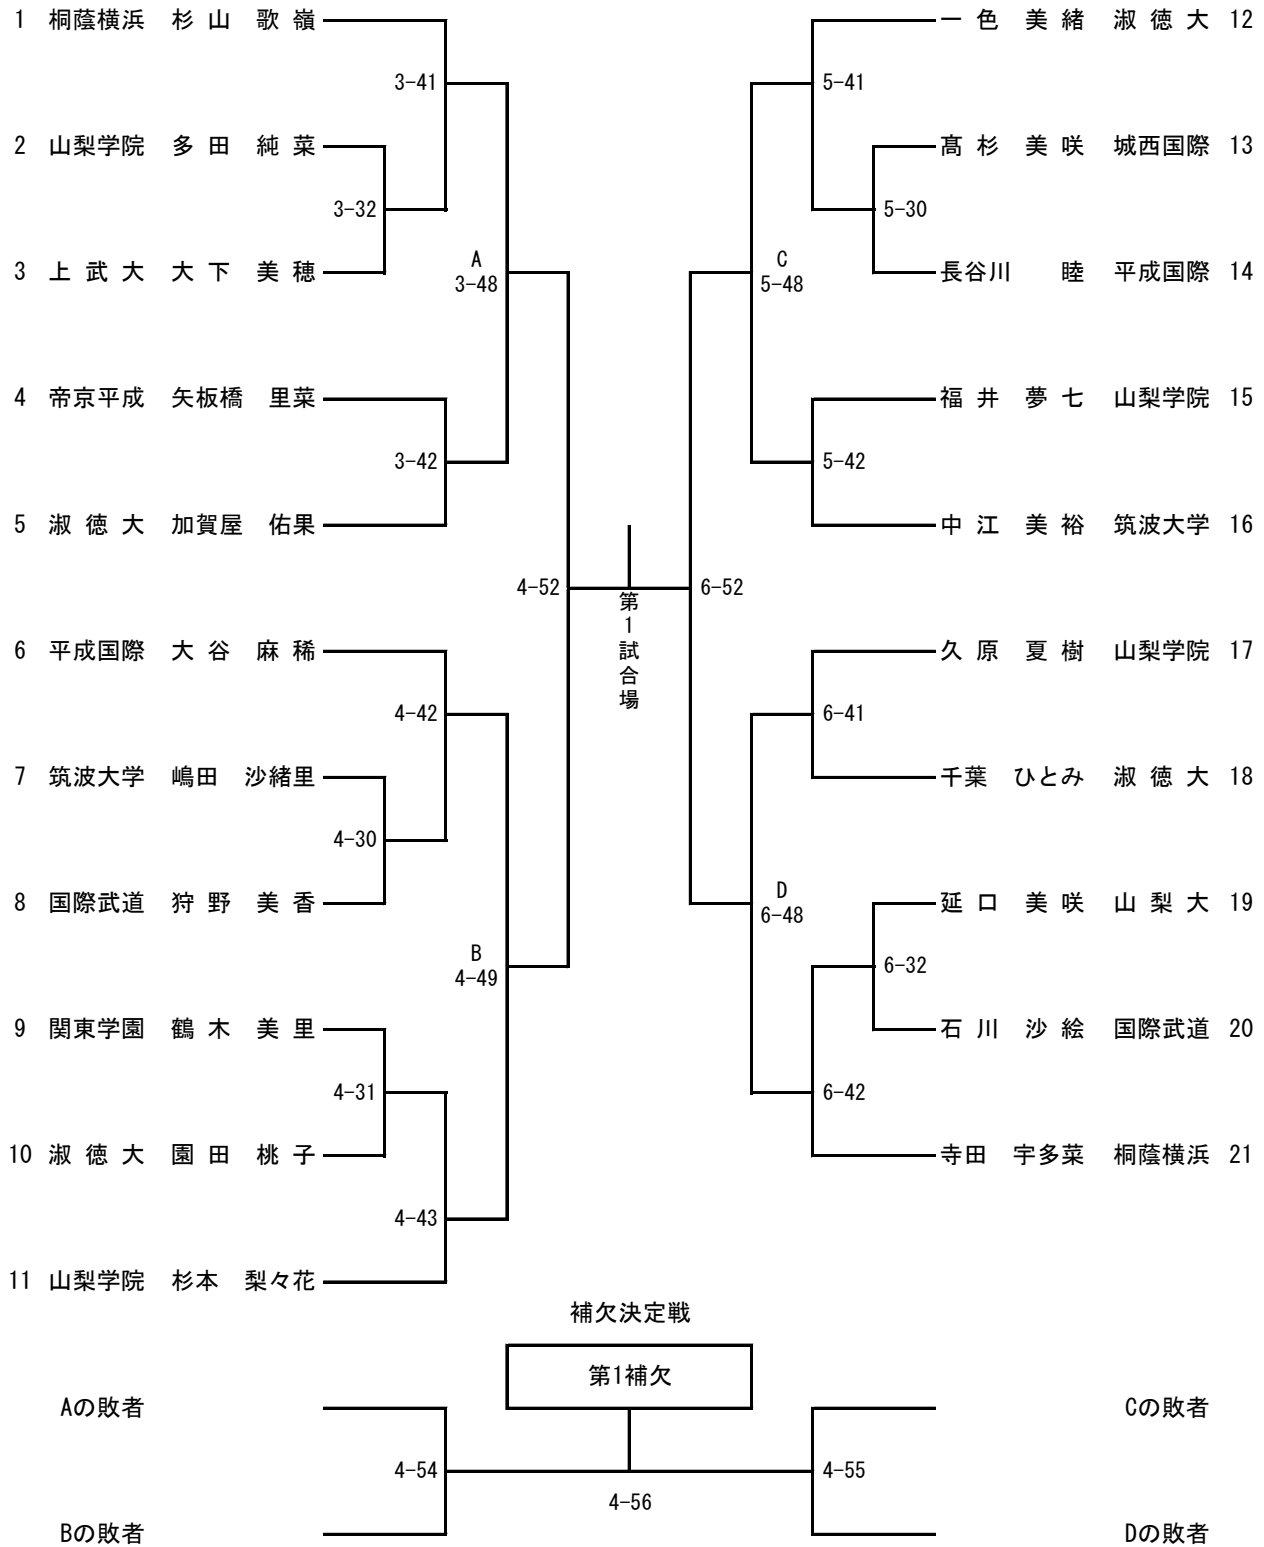 1 桐蔭横浜 杉山 歌嶺
3-41
2 山梨学院 多田 純菜
3-32
3 上武大 大下 美穂
A
3-48
4 帝京平成 矢板橋 里菜
3-42
5 淑徳大 加賀屋 佑果
4-52
6 平成国際 大谷 麻稀
4-42
7 筑波大学 嶋田 沙緒里
4-30
8 国際武道 狩野 美香
B
4-49
9 関東学園 鶴木 美里
4-31
10 淑徳大 園田 桃子
4-43
11 山梨学院 杉本 梨々花
第1試合場
一色 美緒 淑徳大 12
5-41
髙杉 美咲 城西国際 13
5-30
長谷川 睦 平成国際 14
C
5-48
福井 夢七 山梨学院 15
5-42
中江 美裕 筑波大学 16
6-52
久原 夏樹 山梨学院 17
6-41
千葉 ひとみ 淑徳大 18
D
6-48
延口 美咲 山梨大 19
6-32
石川 沙絵 国際武道 20
6-42
寺田 宇多菜 桐蔭横浜 21
補欠決定戦
第1補欠
Aの敗者
Cの敗者
4-54
4-55
4-56
Bの敗者
Dの敗者